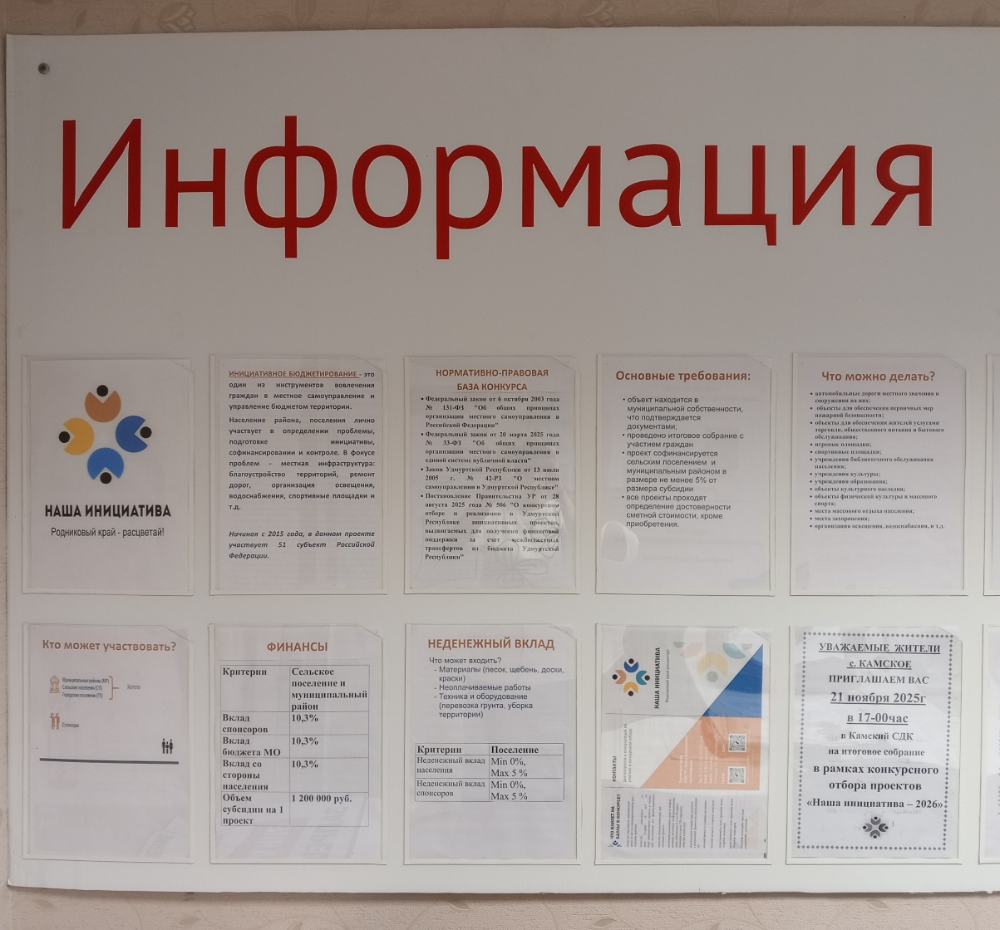 Информация
НАША ИНИЦИАТИВА
Родниковый край - расцветай!
ИНИЦИАТИВНОЕ БЮДЖЕТИРОВАНИЕ - это
один из инструментов вовлечения
граждан в местное самоуправление и
управление бюджетом территории.
Население района, поселения лично
участвует в определении проблемы,
подготовке инициативы,
софинансировании и контроле. В фокусе
проблем - местная инфраструктура:
благоустройство территорий, ремонт
дорог, организация освещения,
водоснабжения, спортивные площадки и
т.д.
Начиная с 2015 года, в данном проекте
участвует 51 субъект Российской
Федерации.
НОРМАТИВНО-ПРАВОВАЯ
БАЗА КОНКУРСА
• Федеральный закон от 6 октября 2003 года
№ 131-ФЗ "Об общих принципах
организации местного самоуправления в
Российской Федерации"
• Федеральный закон от 20 марта 2025 года
№ 33-ФЗ "Об общих принципах
организации местного самоуправления в
единой системе публичной власти"
• Закон Удмуртской Республики от 13 июля
2005 г. № 42-РЗ "О местном
самоуправлении в Удмуртской Республике"
• Постановление Правительства УР от 28
августа 2025 года № 506 "О конкурсном
отборе и реализации в Удмуртской
Республике инициативных проектов,
выдвигаемых для получения финансовой
поддержки за счет межбюджетных
трансфертов из бюджета Удмуртской
Республики"
Основные требования:
• объект находится в
муниципальной собственности,
что подтверждается
документами;
• проведено итоговое собрание с
участием граждан
• проект софинансируется
сельским поселением и
муниципальным районом в
размере не менее 5% от
размера субсидии
• все проекты проходят
определение достоверности
сметной стоимости, кроме
приобретения.
Что можно делать?
• автомобильные дороги местного значения и
сооружения на них;
• объекты для обеспечения первичных мер
пожарной безопасности;
• объекты для обеспечения жителей услугами
торговли, общественного питания и бытового
обслуживания;
• игровые площадки;
• спортивные площадки;
• учреждения библиотечного обслуживания
населения;
• учреждения культуры;
• учреждения образования;
• объекты культурного наследия;
• объекты физической культуры и массового
спорта;
• места массового отдыха населения;
• места захоронения;
• организация освещения, водоснабжения, и т.д.
Кто может участвовать?
Муниципальные районы (МР)
Сельские поселения (СП)
Городские поселения (ГП)
Жители
Спонсоры
ФИНАНСЫ
Критерии Сельское
поселение и
муниципальный
район
Вклад 10,3%
спонсоров
Вклад 10,3%
бюджета МО
Вклад со 10,3%
стороны
населения
Объем 1 200 000 руб.
субсидии на 1
проект
НЕДЕНЕЖНЫЙ ВКЛАД
Что может входить?
- Материалы (песок, щебень, доски,
краски)
- Неоплачиваемые работы
- Техника и оборудование
(перевозка грунта, уборка
территории)
Критерии Поселение
Неденежный вклад Min 0%,
населения Max 5 %
Неденежный вклад Min 0%,
спонсоров Max 5 %
НАША ИНИЦИАТИВА
Родниковый край - расцветай!
КОНТАКТЫ
ЧТО ВЛИЯЕТ НА
БАЛЛЫ В КОНКУРСЕ?
УВАЖАЕМЫЕ ЖИТЕЛИ
с. КАМСКОЕ
ПРИГЛАШАЕМ ВАС
21 ноября 2025г
в 17-00час
в Камский СДК
на итоговое собрание
в рамках конкурсного
отбора проектов
«Наша инициатива – 2026»